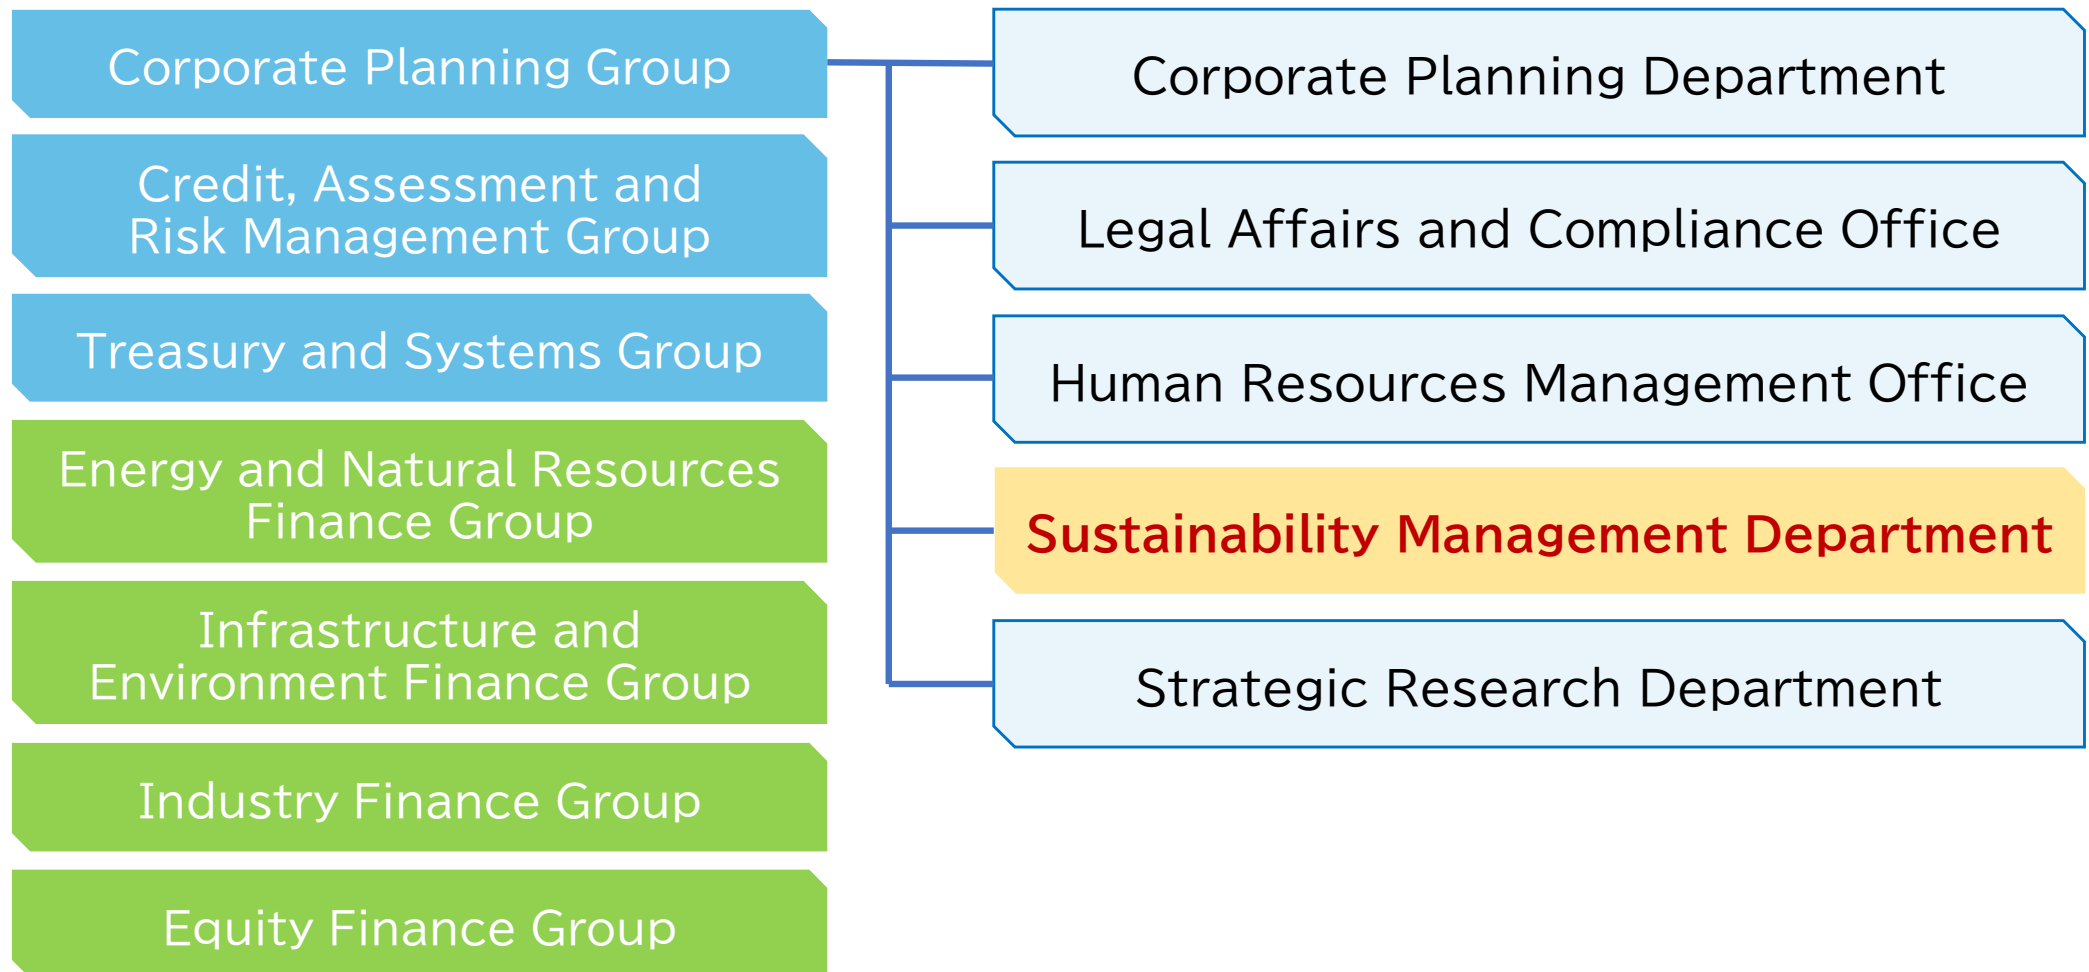 Corporate Planning Group
Credit, Assessment and
Risk Management Group
Treasury and Systems Group
Energy and Natural Resources
Finance Group
Infrastructure and
Environment Finance Group
Industry Finance Group
Equity Finance Group
Corporate Planning Department
Legal Affairs and Compliance Office
Human Resources Management Office
Sustainability Management Department
Strategic Research Department